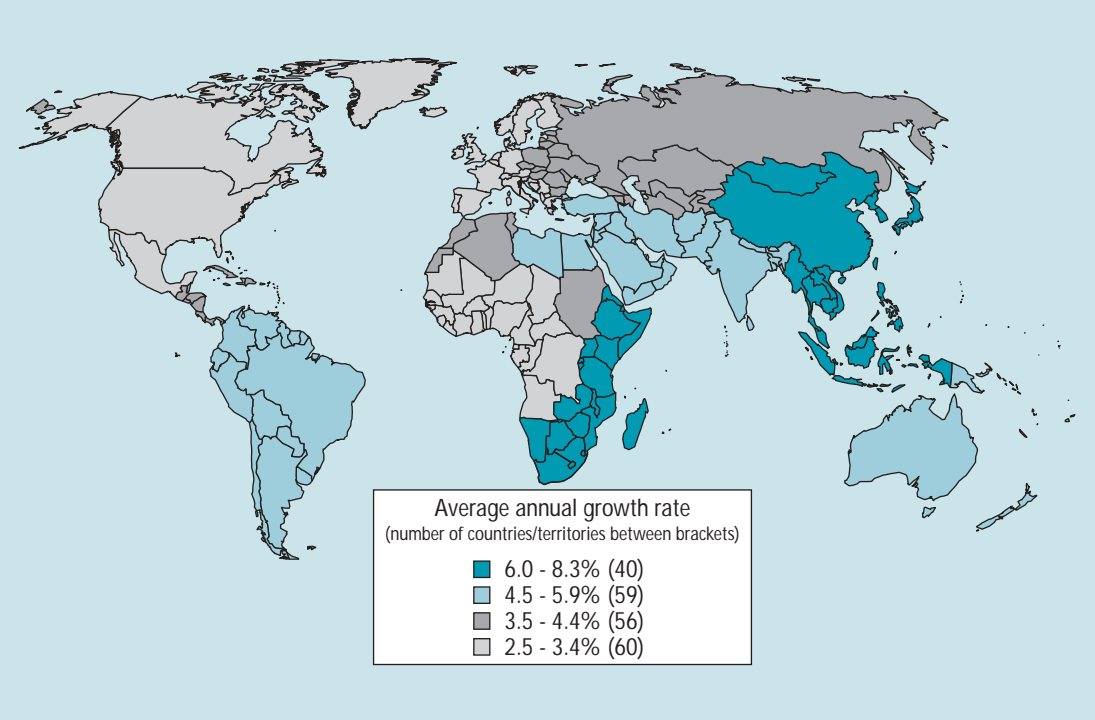 Average annual growth rate
(number of countries/territories between brackets)
6.0 - 8.3% (40)
4.5 - 5.9% (59)
3.5 - 4.4% (56)
2.5 - 3.4% (60)